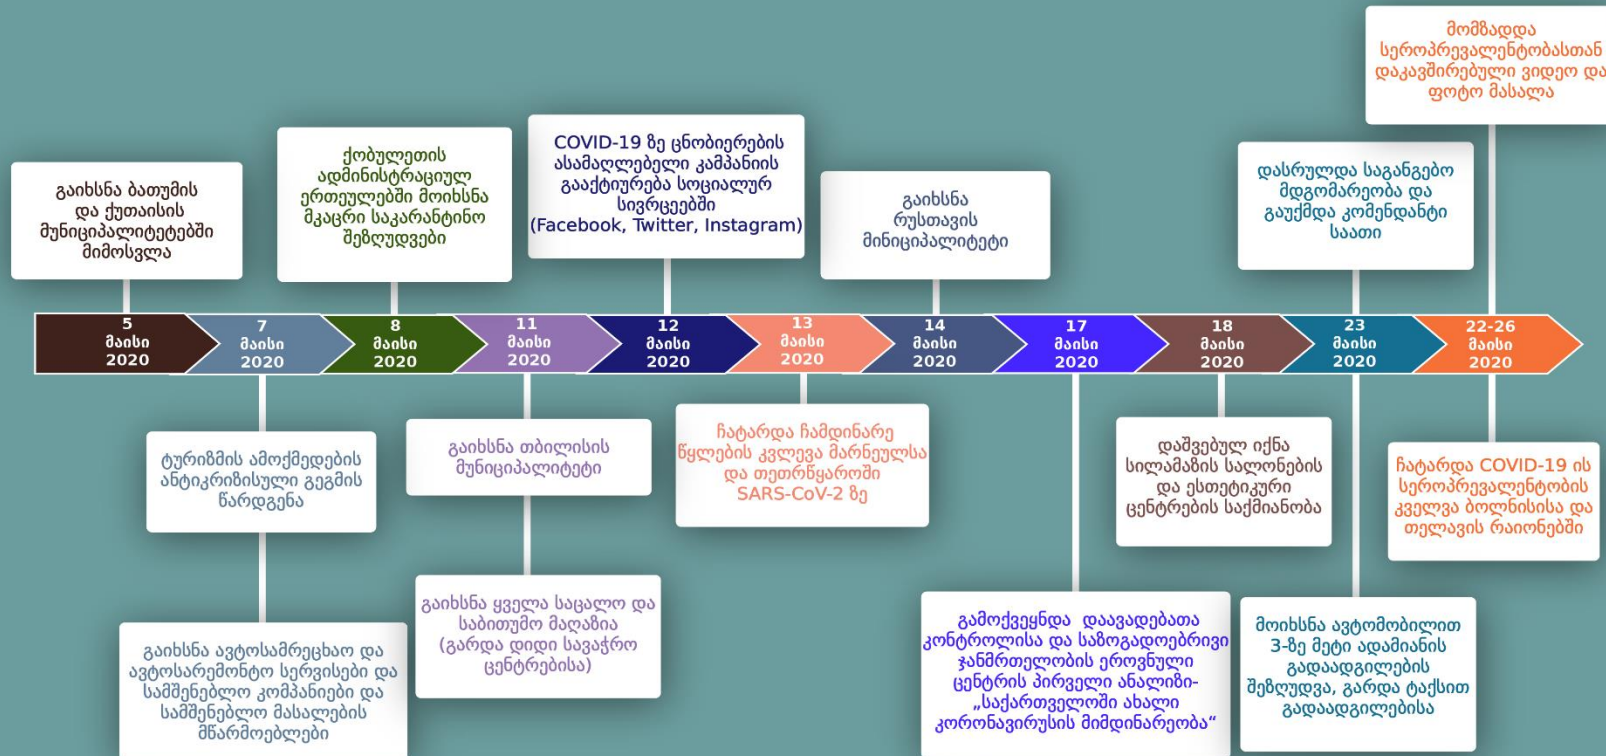 მომზადდა
სეროპრევალენტობასთან
დაკავშირებული ვიდეო და
ფოტო მასალა
COVID-19 ზე ცნობიერების
ასამაღლებელი კამპანიის
გააქტიურება სოციალურ
სივრცეებში
(Facebook, Twitter, Instagram)
ქობულეთის
ადმინისტრაციულ
ერთეულებში მოიხსნა
მკაცრი საკარანტინო
შეზღუდვები
დასრულდა საგანგებო
მდგომარეობა და
გაუქმდა კომენდანტი
საათი
გაიხსნა ბათუმის
და ქუთაისის
მუნიციპალიტეტებში
მიმოსვლა
გაიხსნა
რუსთავის
მინიციპალიტეტი
5
მაისი
2020
7
მაისი
2020
8
მაისი
2020
11
მაისი
2020
12
მაისი
2020
13
მაისი
2020
14
მაისი
2020
17
მაისი
2020
18
მაისი
2020
23
მაისი
2020
22-26
მაისი
2020
ტურიზმის ამოქმედების
ანტიკრიზისული გეგმის
წარდგენა
გაიხსნა თბილისის
მუნიციპალიტეტი
ჩატარდა ჩამდინარე
წყლების კვლევა მარნეულსა
და თეთრწყაროში
SARS-CoV-2 ზე
დაშვებულ იქნა
სილამაზის სალონების
და ესთეტიკური
ცენტრების საქმიანობა
ჩატარდა COVID-19 ის
სეროპრევალენტობის
კველვა ბოლნისისა და
თელავის რაიონებში
გაიხსნა ავტოსამრეცხაო და
ავტოსარემონტო სერვისები და
სამშენებლო კომპანიები და
სამშენებლო მასალების
მწარმოებლები
გაიხსნა ყველა საცალო და
საბითუმო მაღაზია
(გარდა დიდი სავაჭრო
ცენტრებისა)
გამოქვეყნდა დაავადებათა
კონტროლისა და საზოგადოებრივი
ჯანმრთელობის ეროვნული
ცენტრის პირველი ანალიზი-
„საქართველოში ახალი
კორონავირუსის მიმდინარეობა“
მოიხსნა ავტომობილით
3-ზე მეტი ადამიანის
გადაადგილების
შეზღუდვა, გარდა ტაქსით
გადაადგილებისა